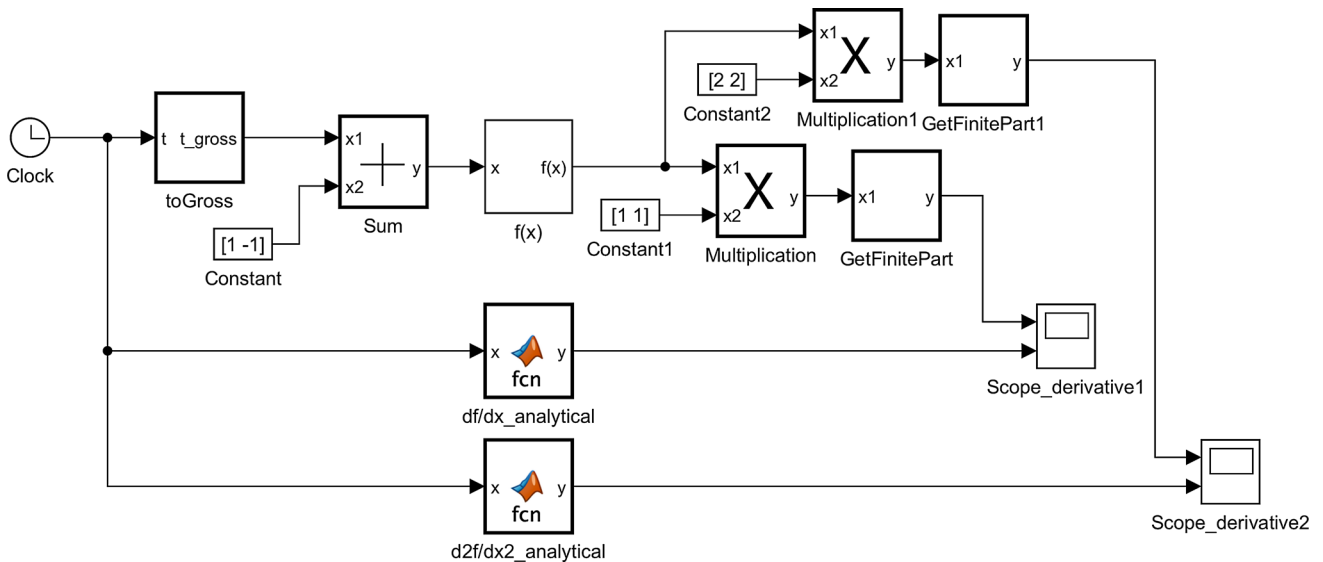 Clock
t t_gross
toGross
[1 -1]
Constant
x1
x2
y
Sum
x f(x)
f(x)
[2 2]
Constant2
x1
x2
X
y
Multiplication1
x1 y
GetFinitePart1
[1 1]
Constant1
x1
x2
X
y
Multiplication
x1 y
GetFinitePart
x y
fcn
df/dx_analytical
Scope_derivative1
x y
fcn
d2f/dx2_analytical
Scope_derivative2